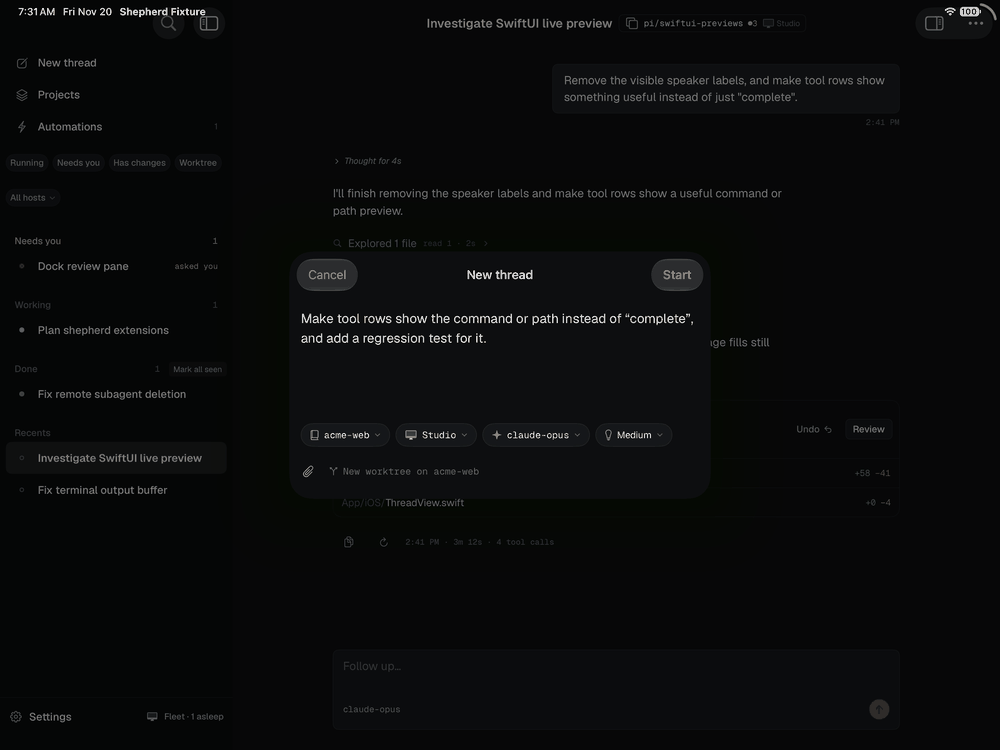 7:31 AM Fri Nov 20 Shepherd Fixture
100
Investigate SwiftUI live preview
pi/swiftui-previews
3
Studio
New thread
Projects
Automations 1
Running
Needs you
Has changes
Worktree
All hosts
Needs you 1
Dock review pane asked you
Working 1
Plan shepherd extensions
Done 1 Mark all seen
Fix remote subagent deletion
Recents
Investigate SwiftUI live preview
Fix terminal output buffer
Settings
Fleet · 1 asleep
Remove the visible speaker labels, and make tool rows show
something useful instead of just "complete".
2:41 PM
Thought for 4s
I'll finish removing the speaker labels and make tool rows show a useful command or
path preview.
Explored 1 file read 1 · 2s
Cancel
New thread
Start
Make tool rows show the command or path instead of “complete”,
and add a regression test for it.
acme-web
Studio
claude-opus
Medium
New worktree on acme-web
fills still
Undo
Review
+58 −41
App/iOS/ThreadView.swift +0 −4
2:41 PM · 3m 12s · 4 tool calls
Follow up...
claude-opus